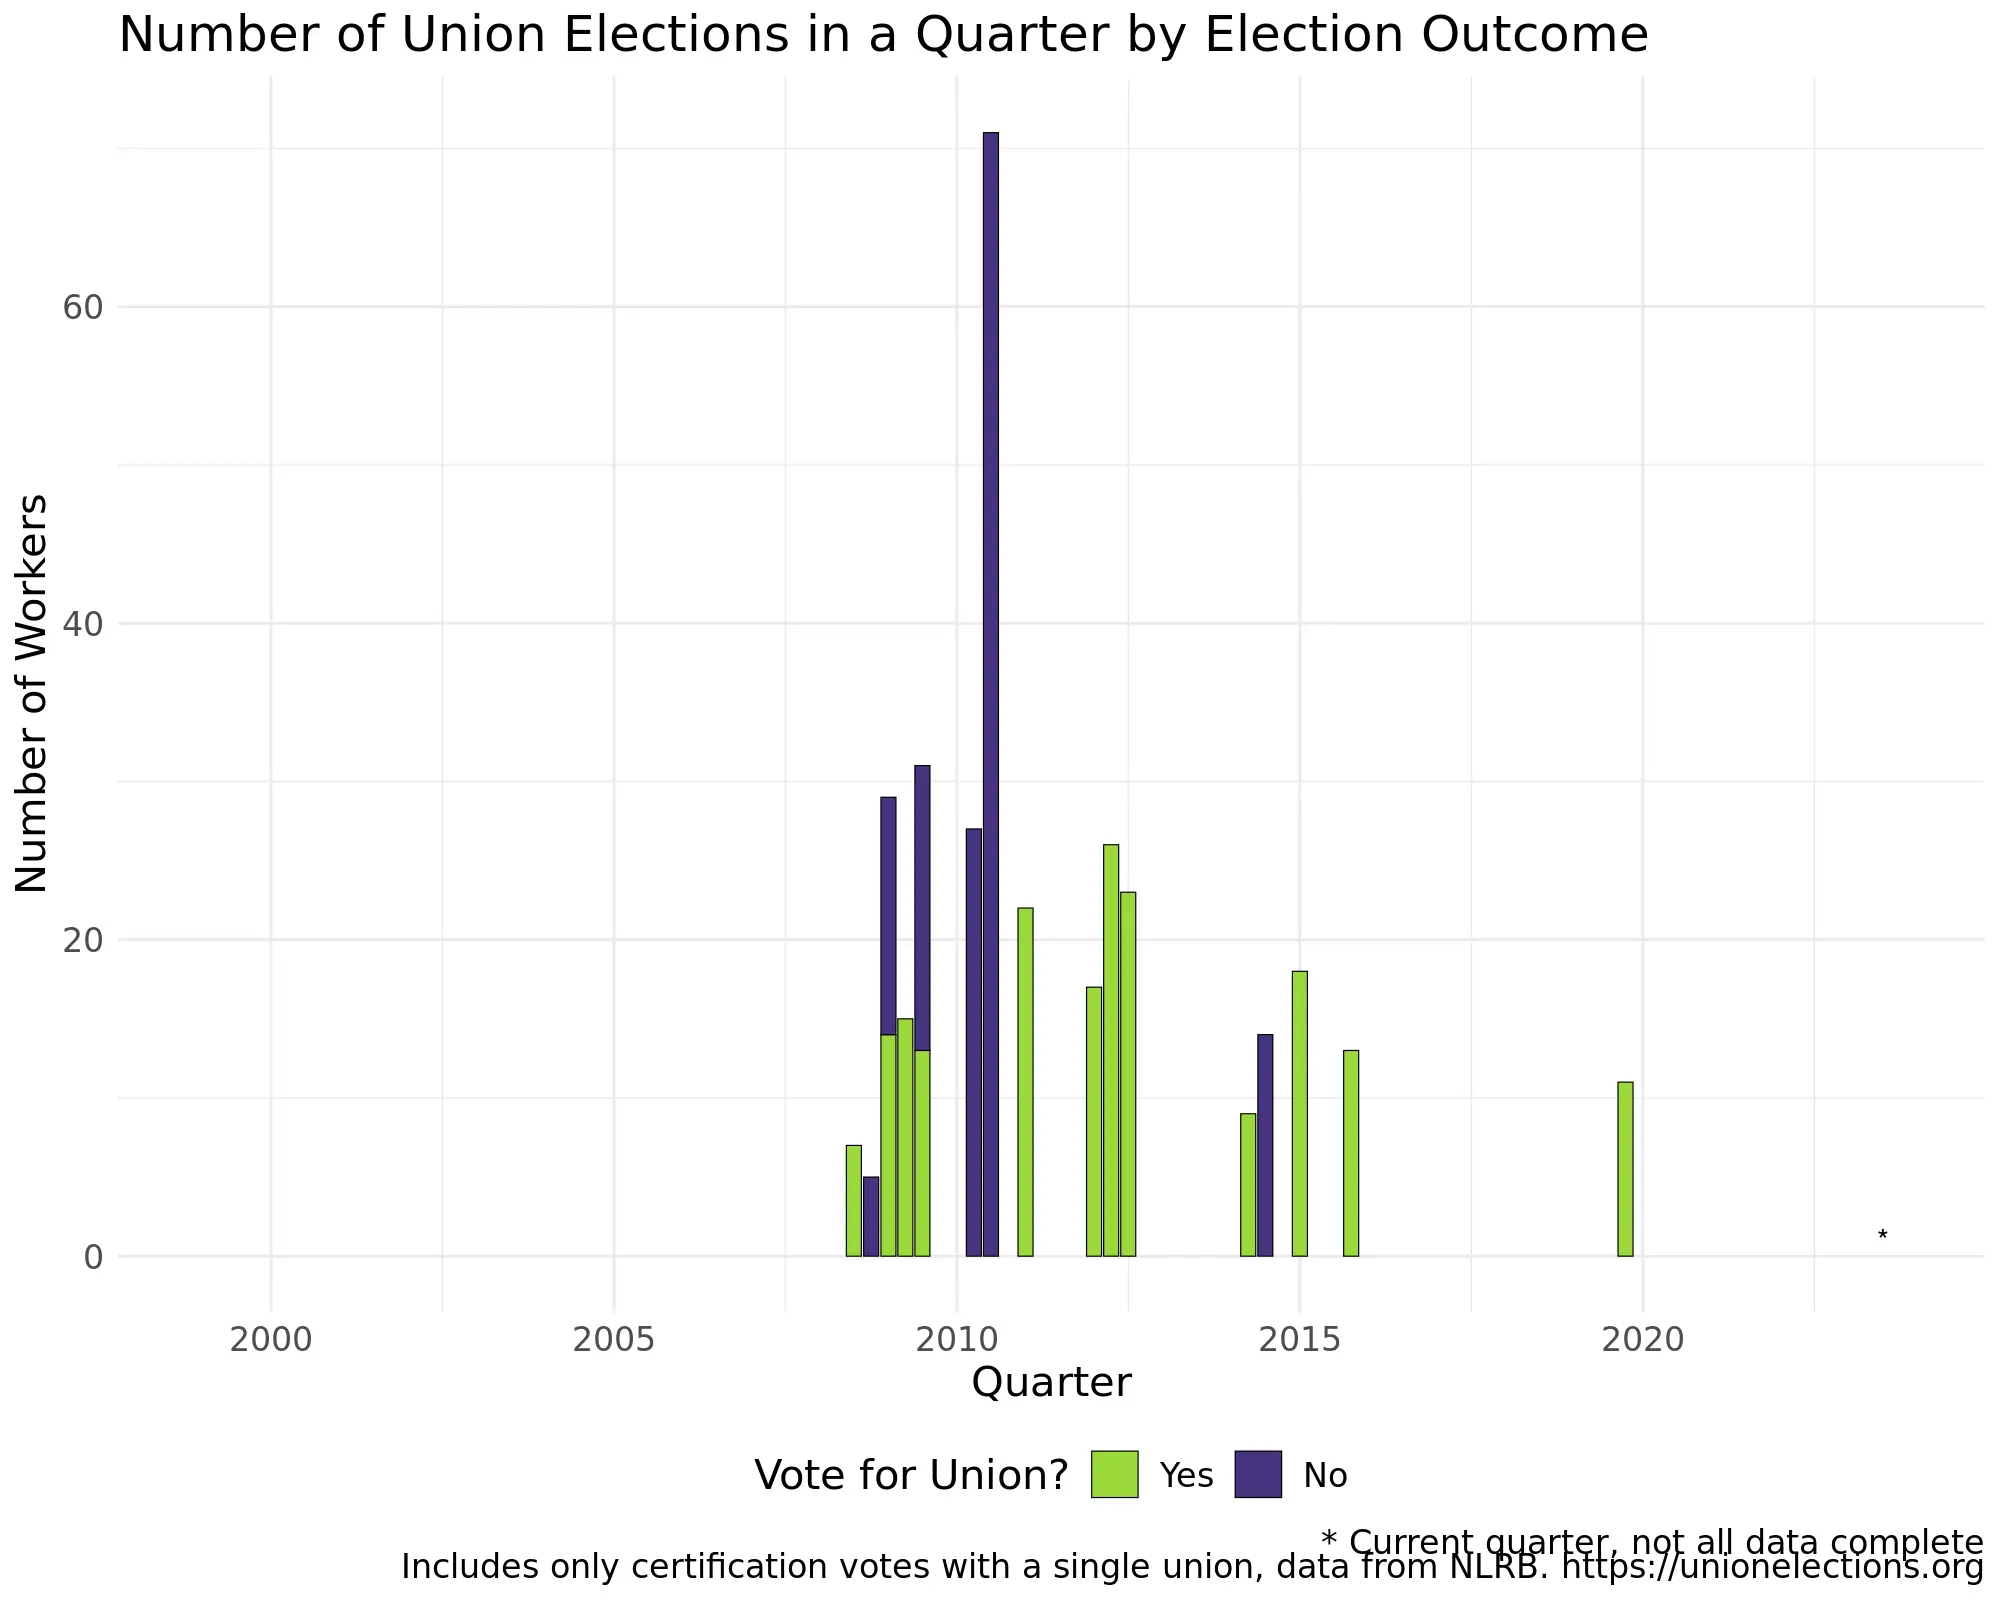 Number of Union Elections in a Quarter by Election Outcome
Number of Workers
60
40
20
0
*
2000 2005 2010 2015 2020
Quarter
Vote for Union? Yes No
* Current quarter, not all data complete
Includes only certification votes with a single union, data from NLRB. https://unionelections.org